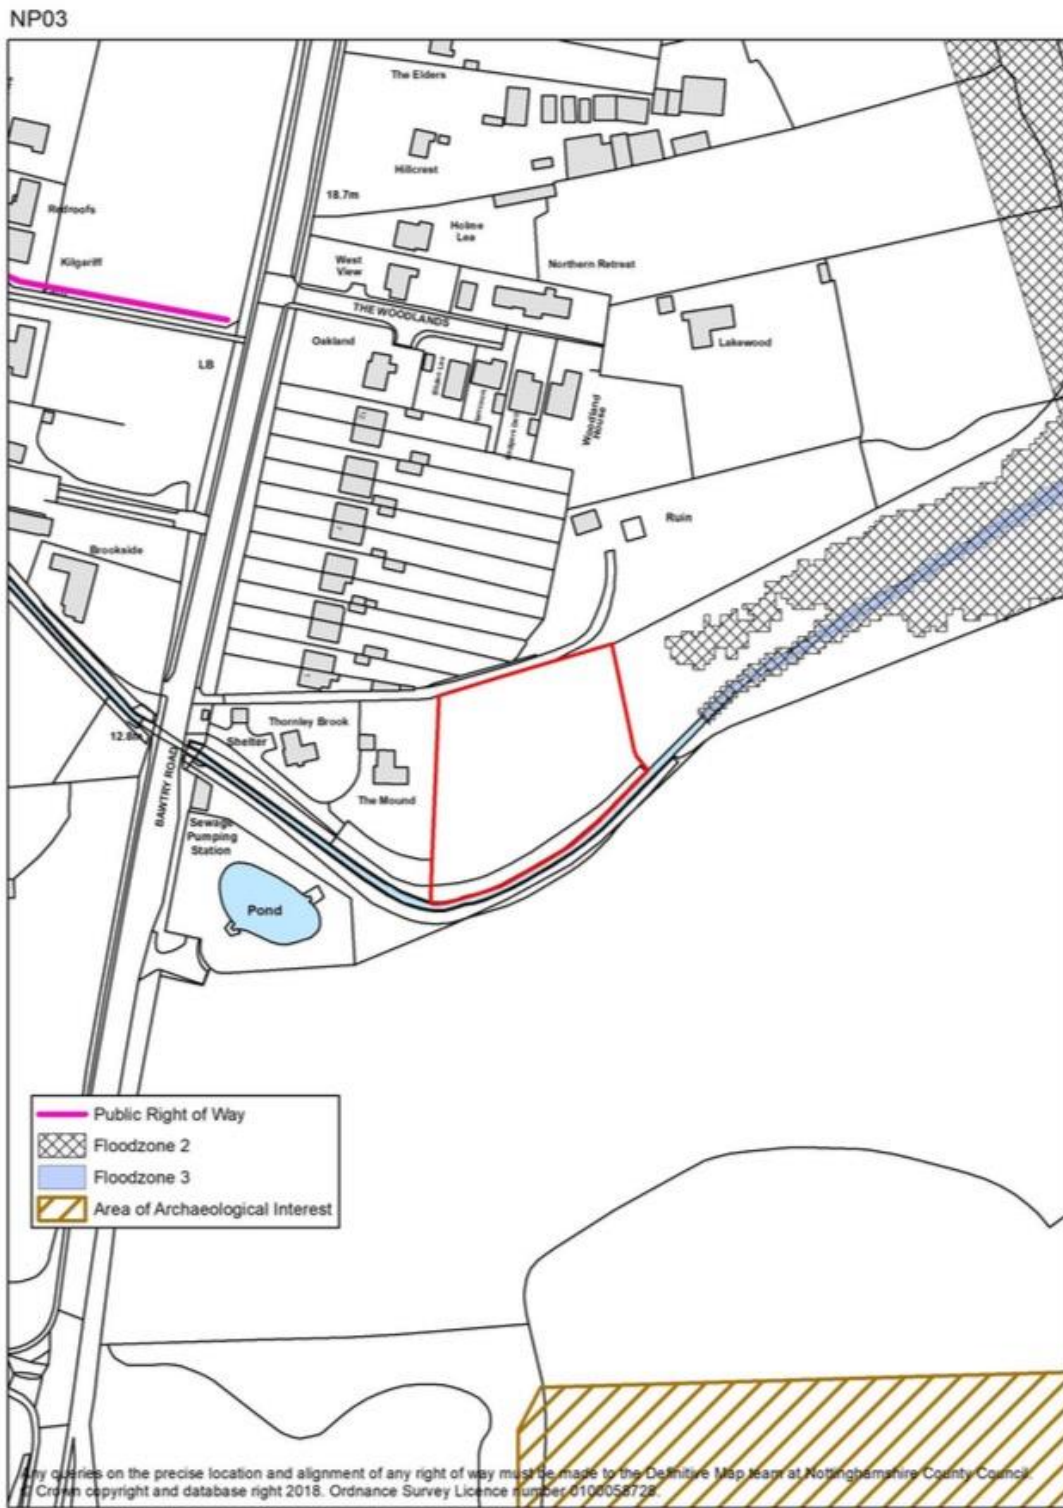 NP03
The Elders
Hillcrest
18.7m
Redroofs
Holme
Lea
Kilgariff
West
View
Northern Retreat
THE WOODLANDS
Oakland
Lakewood
LB
Woodland
House
Ruin
Brookside
Thornley Brook
Shelter
12.8m
BAWTRY ROAD
The Mound
Sewage
Pumping
Station
Pond
Public Right of Way
Floodzone 2
Floodzone 3
Area of Archaeological Interest
Any queries on the precise location and alignment of any right of way must be made to the Definitive Map team at Nottinghamshire County Council.
© Crown copyright and database right 2018. Ordnance Survey Licence number 0100058728.